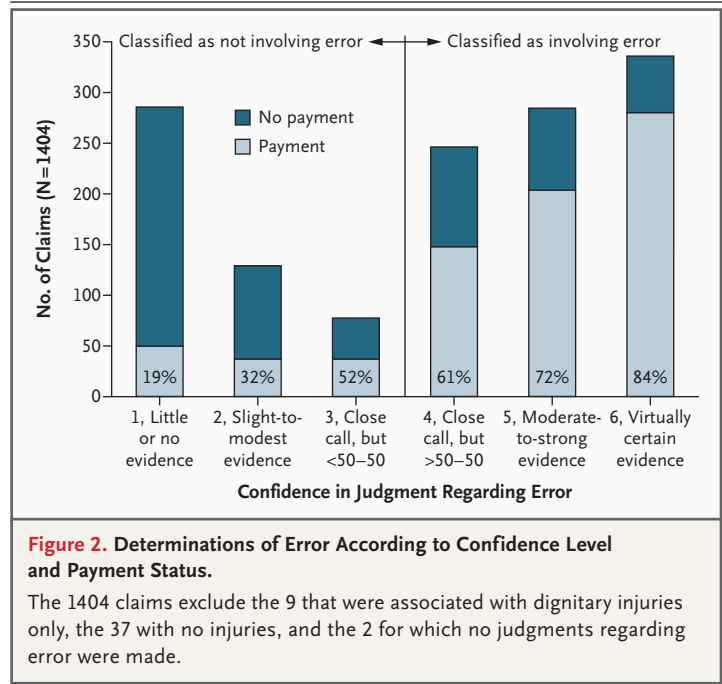 Classified as not involving error
Classified as involving error
350
300
250
200
150
100
50
0
No. of Claims (N=1404)
No payment
Payment
19%
32%
52%
61%
72%
84%
1, Little
or no
evidence
2, Slight-to-
modest
evidence
3, Close
call, but
<50–50
4, Close
call, but
>50–50
5, Moderate-
to-strong
evidence
6, Virtually
certain
evidence
Confidence in Judgment Regarding Error
Figure 2. Determinations of Error According to Confidence Level
and Payment Status.
The 1404 claims exclude the 9 that were associated with dignitary injuries
only, the 37 with no injuries, and the 2 for which no judgments regarding
error were made.